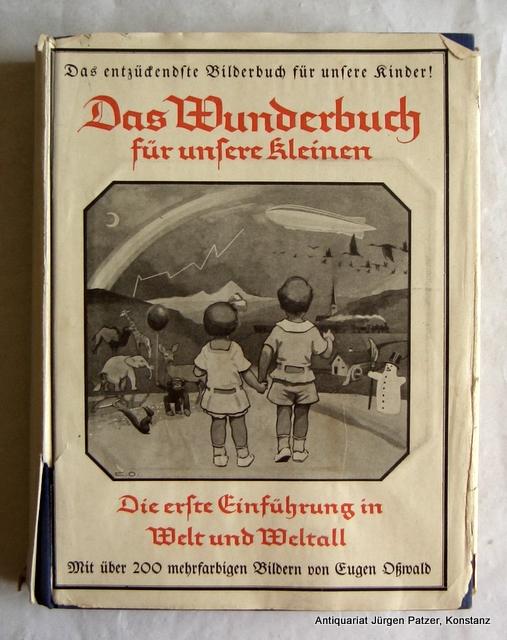 Das entzückendste Bilderbuch für unsere Kinder!
Das Wunderbuch
für unsere Kleinen
E.O.
Die erste Einführung in
Welt und Weltall
Mit über 200 mehrfarbigen Bildern von Eugen Oßwald
Antiquariat Jürgen Patzer, Konstanz